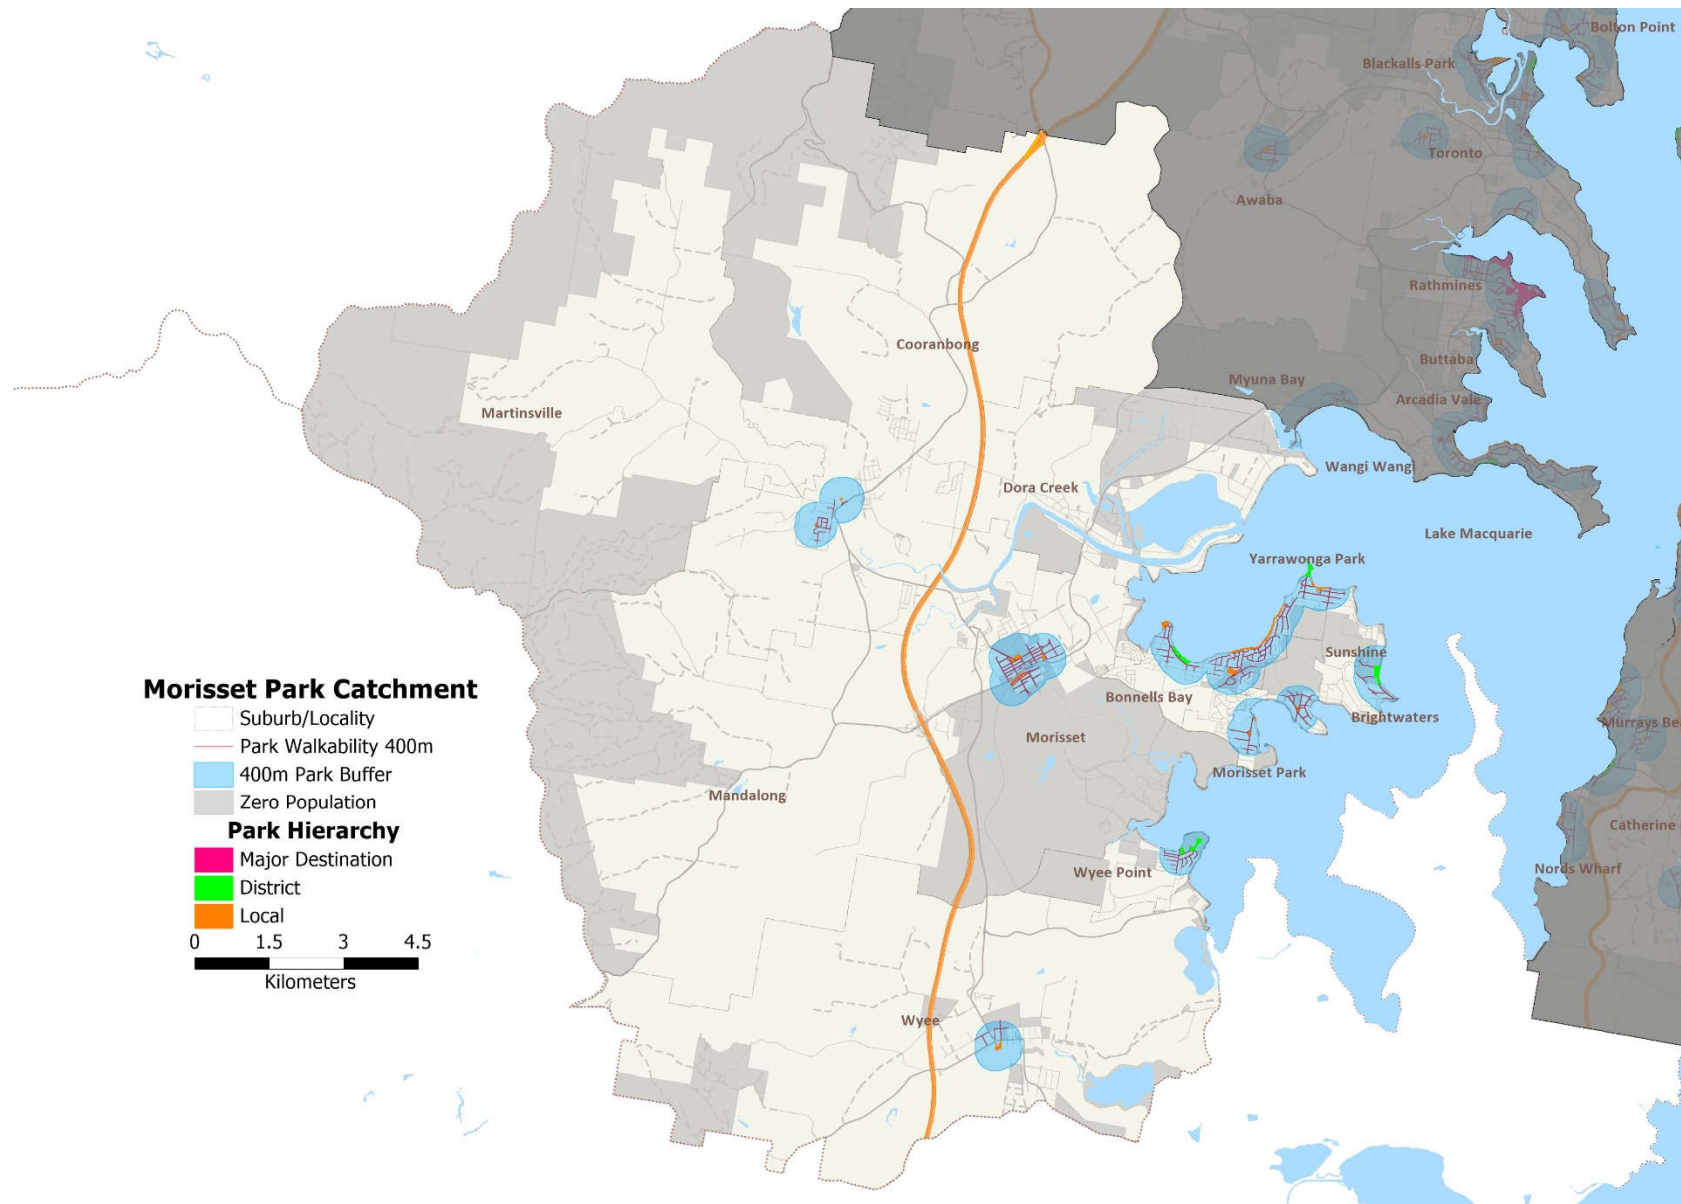 Bolton Point
Blackalls Park
Toronto
Awaba
Rathmines
Cooranbong
Buttaba
Myuna Bay
Arcadia Vale
Martinsville
Wangi Wangi
Dora Creek
Lake Macquarie
Yarrawonga Park
Sunshine
Bonnells Bay
Brightwaters
Murrays Be
Morisset
Morisset Park
Mandalong
Catherine
Wyee Point
Nords Wharf
Wyee
Morisset Park Catchment
Suburb/Locality
Park Walkability 400m
400m Park Buffer
Zero Population
Park Hierarchy
Major Destination
District
Local
0 1.5 3 4.5
Kilometers